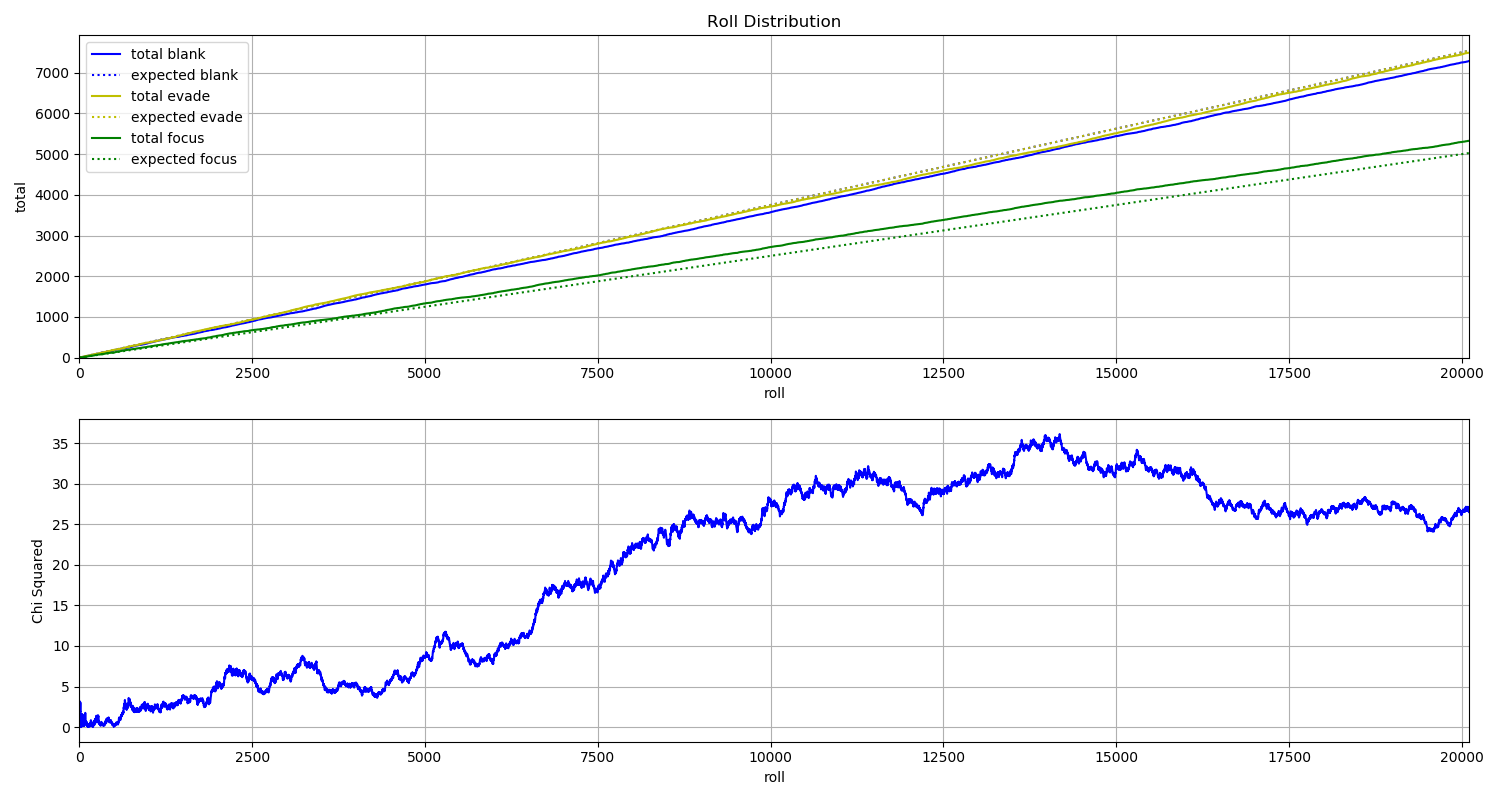 Roll Distribution
total blank
expected blank
total evade
expected evade
total focus
expected focus
7000
6000
5000
4000
3000
2000
1000
0
total
0 2500 5000 7500 10000 12500 15000 17500 20000
roll
35
30
25
20
15
10
5
0
Chi Squared
0 2500 5000 7500 10000 12500 15000 17500 20000
roll